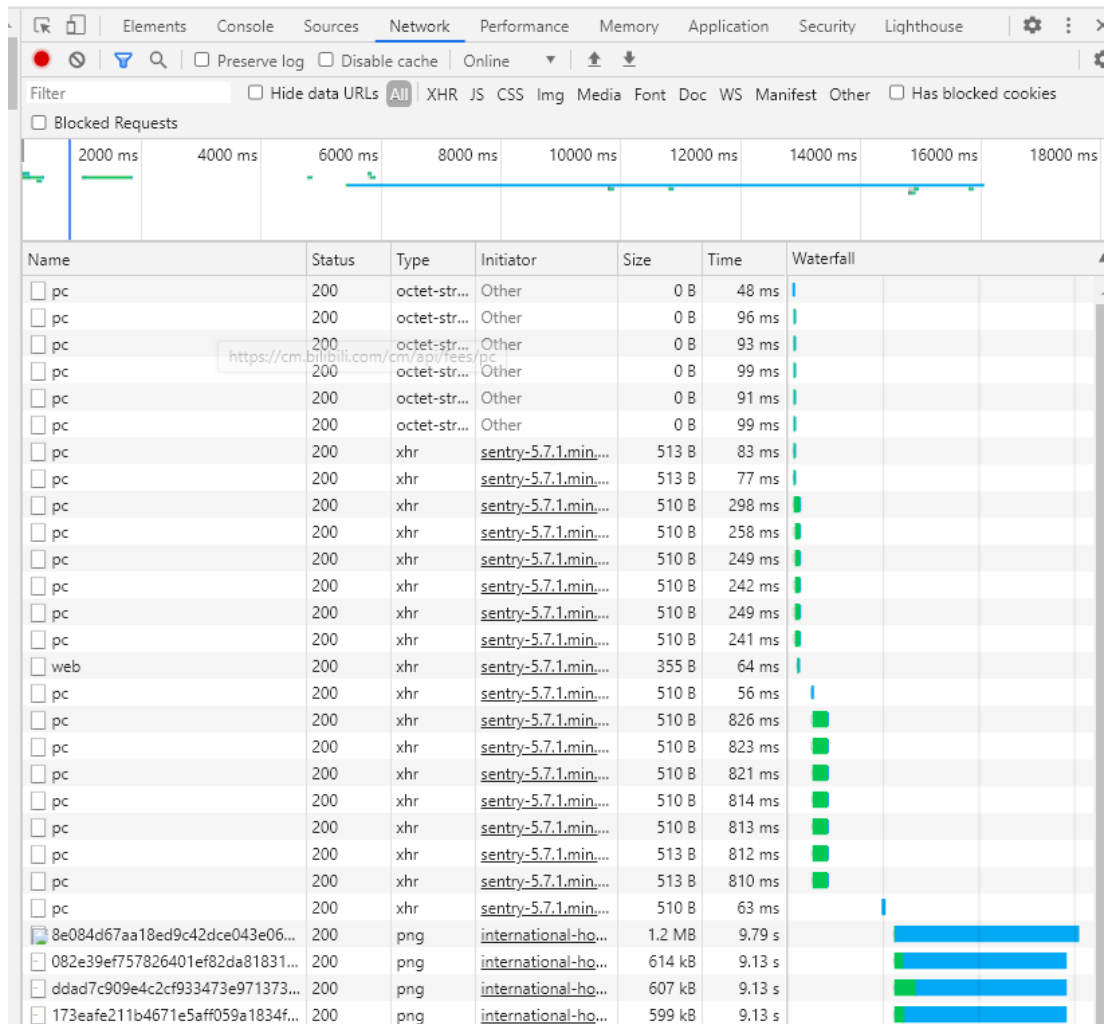 Elements Console Sources Network Performance Memory Application Security Lighthouse
Preserve log Disable cache Online
Filter Hide data URLs All XHR JS CSS Img Media Font Doc WS Manifest Other Has blocked cookies
Blocked Requests
2000 ms 4000 ms 6000 ms 8000 ms 10000 ms 12000 ms 14000 ms 16000 ms 18000 ms
Name Status Type Initiator Size Time Waterfall
pc 200 octet-str... Other 0 B 48 ms
pc 200 octet-str... Other 0 B 96 ms
pc 200 octet-str... Other 0 B 93 ms
https://cm.bilibili.com/cm/api/fees/pc
pc 200 octet-str... Other 0 B 99 ms
pc 200 octet-str... Other 0 B 91 ms
pc 200 octet-str... Other 0 B 99 ms
pc 200 xhr sentry-5.7.1.min.... 513 B 83 ms
pc 200 xhr sentry-5.7.1.min.... 513 B 77 ms
pc 200 xhr sentry-5.7.1.min.... 510 B 298 ms
pc 200 xhr sentry-5.7.1.min.... 510 B 258 ms
pc 200 xhr sentry-5.7.1.min.... 510 B 249 ms
pc 200 xhr sentry-5.7.1.min.... 510 B 242 ms
pc 200 xhr sentry-5.7.1.min.... 510 B 249 ms
pc 200 xhr sentry-5.7.1.min.... 510 B 241 ms
web 200 xhr sentry-5.7.1.min.... 355 B 64 ms
pc 200 xhr sentry-5.7.1.min.... 510 B 56 ms
pc 200 xhr sentry-5.7.1.min.... 510 B 826 ms
pc 200 xhr sentry-5.7.1.min.... 510 B 823 ms
pc 200 xhr sentry-5.7.1.min.... 510 B 821 ms
pc 200 xhr sentry-5.7.1.min.... 510 B 814 ms
pc 200 xhr sentry-5.7.1.min.... 510 B 813 ms
pc 200 xhr sentry-5.7.1.min.... 513 B 812 ms
pc 200 xhr sentry-5.7.1.min.... 513 B 810 ms
pc 200 xhr sentry-5.7.1.min.... 510 B 63 ms
8e084d67aa18ed9c42dce043e06... 200 png international-ho... 1.2 MB 9.79 s
082e39ef757826401ef82da81831... 200 png international-ho... 614 kB 9.13 s
ddad7c909e4c2cf933473e971373... 200 png international-ho... 607 kB 9.13 s
173eafe211b4671e5aff059a1834f... 200 png international-ho... 599 kB 9.13 s